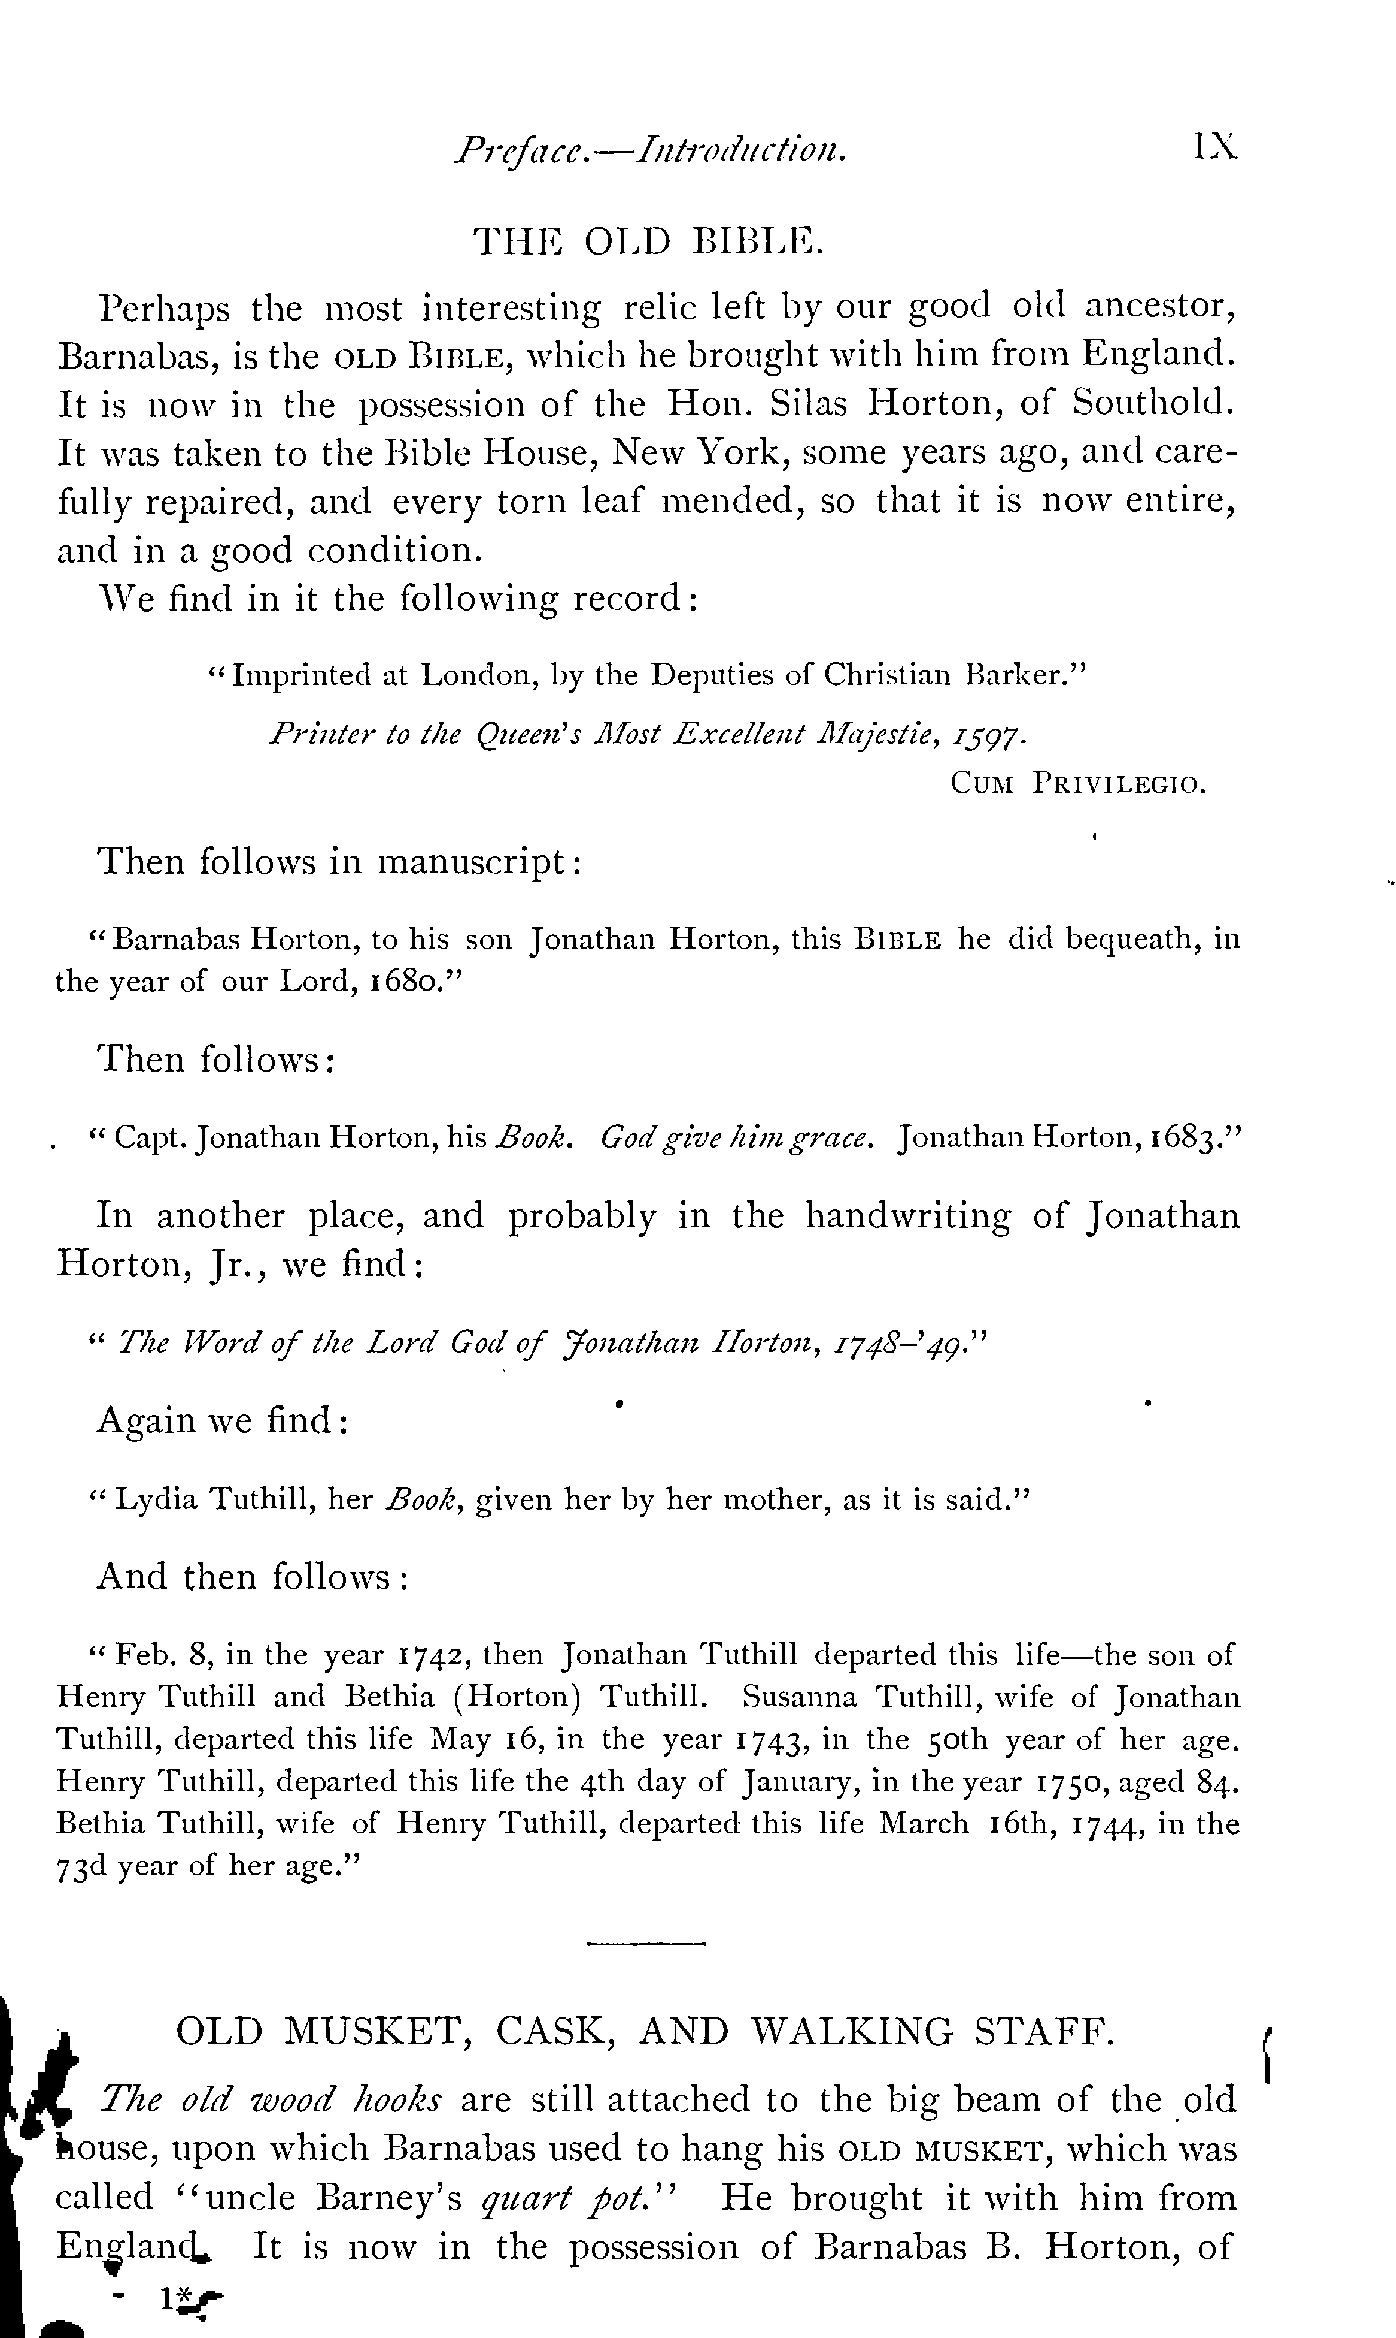 Preface.—Introduction. IX
THE OLD BIBLE.
Perhaps the most interesting relic left by our good old ancestor,
Barnabas, is the OLD BIBLE, which he brought with him from England.
It is now in the possession of the Hon. Silas Horton, of Southold.
It was taken to the Bible House, New York, some years ago, and care-
fully repaired, and every torn leaf mended, so that it is now entire,
and in a good condition.
We find in it the following record:
"Imprinted at London, by the Deputies of Christian Barker."
Printer to the Queen's Most Excellent Majestie, 1597.
CUM PRIVILEGIO.
Then follows in manuscript:
"Barnabas Horton, to his son Jonathan Horton, this BIBLE he did bequeath, in
the year of our Lord, 1680."
Then follows:
"Capt. Jonathan Horton, his Book. God give him grace. Jonathan Horton, 1683."
In another place, and probably in the handwriting of Jonathan
Horton, Jr., we find:
"The Word of the Lord God of Jonathan Horton, 1748-'49."
Again we find:
"Lydia Tuthill, her Book, given her by her mother, as it is said."
And then follows:
"Feb. 8, in the year 1742, then Jonathan Tuthill departed this life—the son of
Henry Tuthill and Bethia (Horton) Tuthill. Susanna Tuthill, wife of Jonathan
Tuthill, departed this life May 16, in the year 1743, in the 50th year of her age.
Henry Tuthill, departed this life the 4th day of January, in the year 1750, aged 84.
Bethia Tuthill, wife of Henry Tuthill, departed this life March 16th, 1744, in the
73d year of her age."
OLD MUSKET, CASK, AND WALKING STAFF.
The old wood hooks are still attached to the big beam of the old
house, upon which Barnabas used to hang his OLD MUSKET, which was
called "uncle Barney's quart pot." He brought it with him from
England. It is now in the possession of Barnabas B. Horton, of
1*